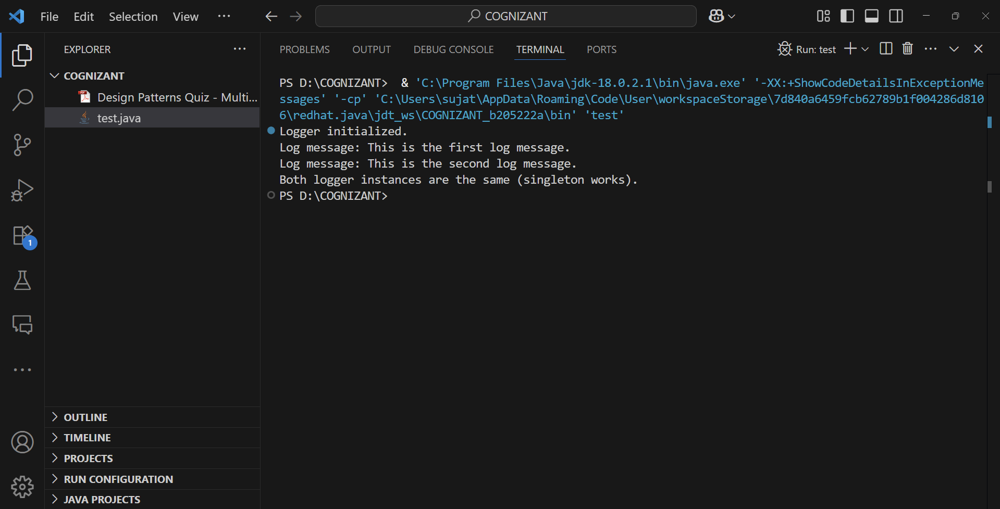 File Edit Selection View ···
COGNIZANT
EXPLORER ···
COGNIZANT
Design Patterns Quiz - Multi...
test.java
OUTLINE
TIMELINE
PROJECTS
RUN CONFIGURATION
JAVA PROJECTS
1
PROBLEMS OUTPUT DEBUG CONSOLE TERMINAL PORTS
Run: test
PS D:\COGNIZANT>  & 'C:\Program Files\Java\jdk-18.0.2.1\bin\java.exe' '-XX:+ShowCodeDetailsInExceptionMe
ssages' '-cp' 'C:\Users\sujat\AppData\Roaming\Code\User\workspaceStorage\7d840a6459fcb62789b1f004286d810
6\redhat.java\jdt_ws\COGNIZANT_b205222a\bin' 'test'
Logger initialized.
Log message: This is the first log message.
Log message: This is the second log message.
Both logger instances are the same (singleton works).
PS D:\COGNIZANT>